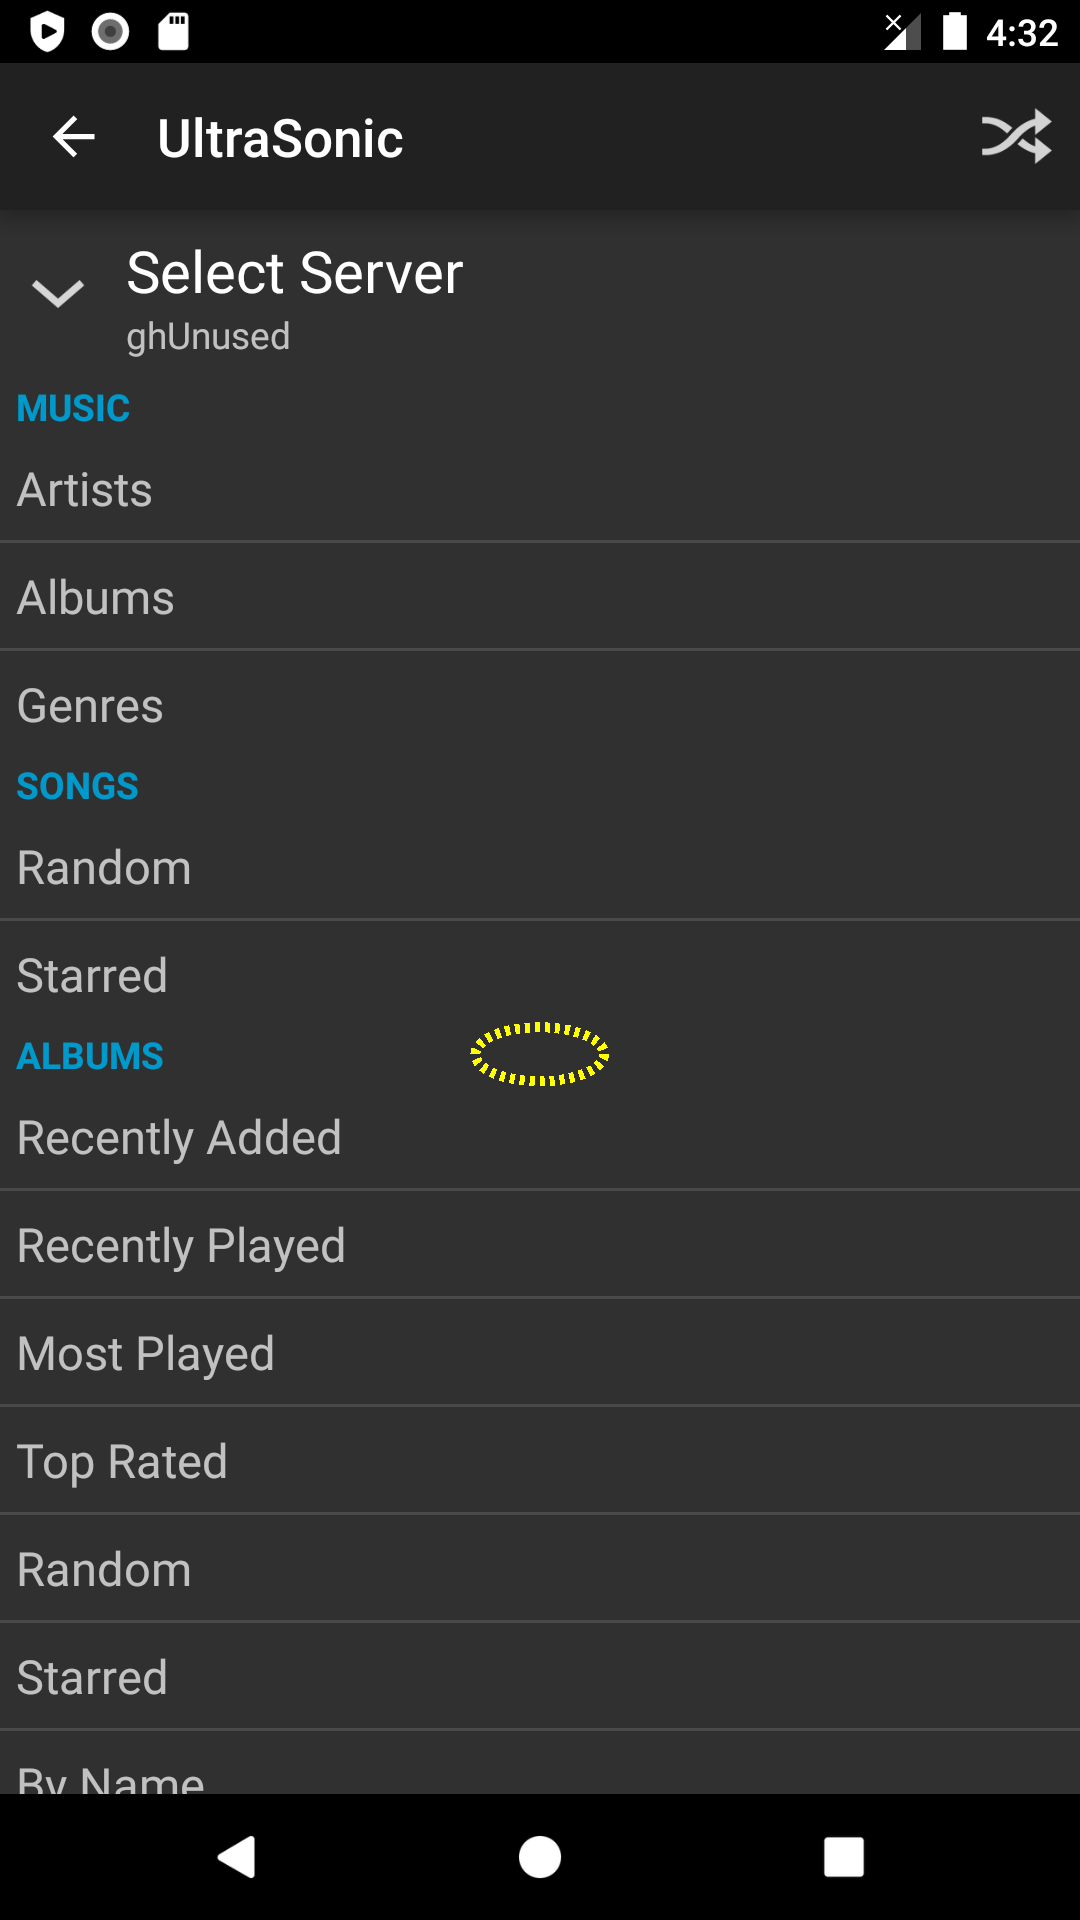 4:32
UltraSonic
Select Server
ghUnused
MUSIC
Artists
Albums
Genres
SONGS
Random
Starred
ALBUMS
Recently Added
Recently Played
Most Played
Top Rated
Random
Starred
By Name